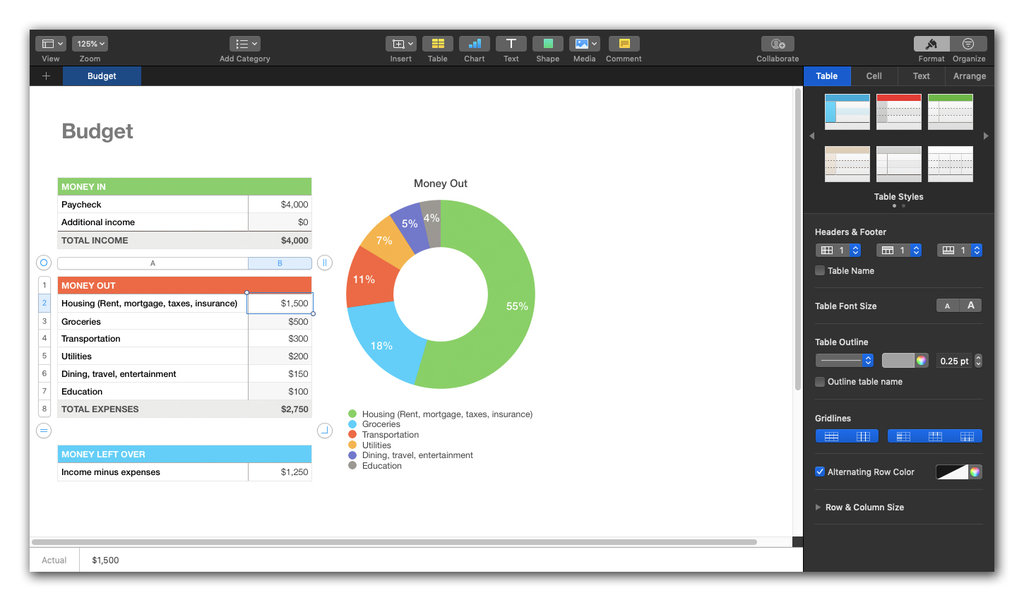 125%
View
Zoom
Add Category
Insert
Table
Chart
Text
Shape
Media
Comment
Collaborate
Format
Organize
Budget
Table
Cell
Text
Arrange
Budget
MONEY IN
Paycheck $4,000
Additional income $0
TOTAL INCOME $4,000
A B
1 MONEY OUT
2 Housing (Rent, mortgage, taxes, insurance) $1,500
3 Groceries $500
4 Transportation $300
5 Utilities $200
6 Dining, travel, entertainment $150
7 Education $100
8 TOTAL EXPENSES $2,750
MONEY LEFT OVER
Income minus expenses $1,250
Money Out
4%
5%
7%
11%
18%
55%
Housing (Rent, mortgage, taxes, insurance)
Groceries
Transportation
Utilities
Dining, travel, entertainment
Education
Table Styles
Headers & Footer
1 1 1
Table Name
Table Font Size
A A
Table Outline
0.25 pt
Outline table name
Gridlines
Alternating Row Color
Row & Column Size
Actual $1,500